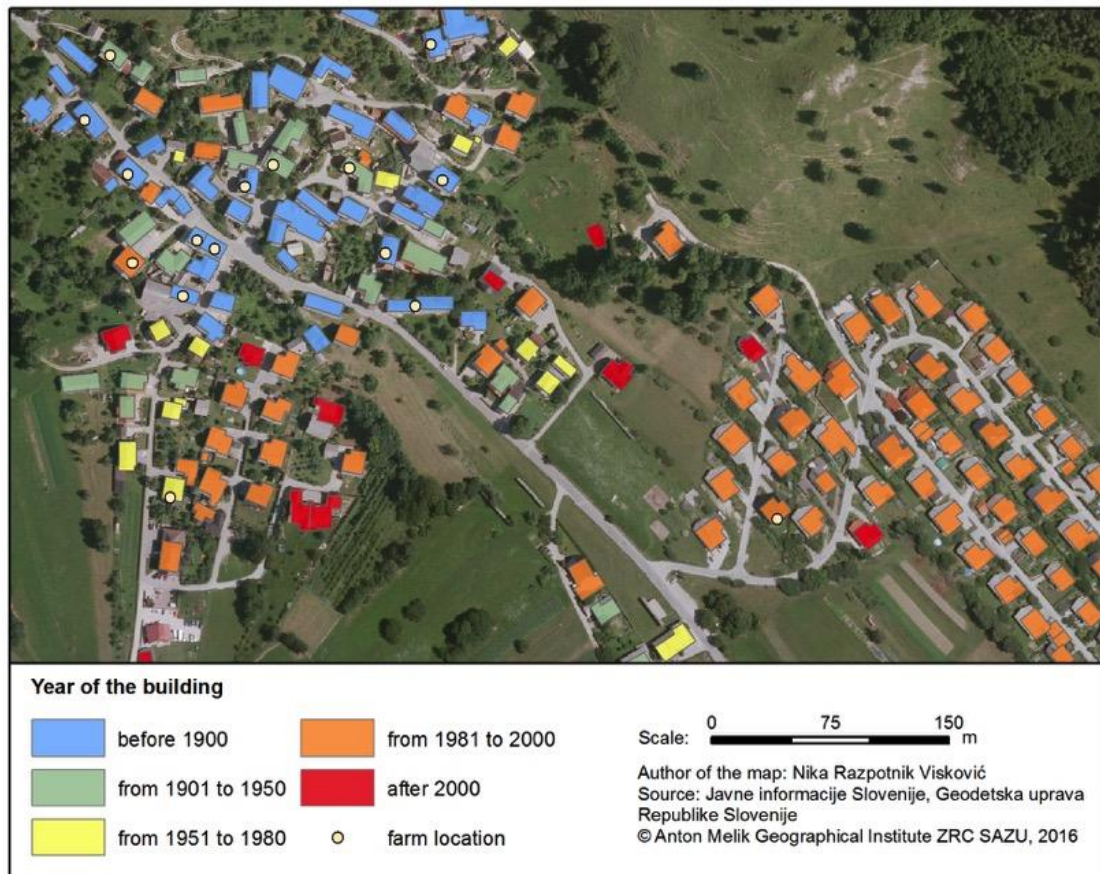 Year of the building
before 1900
from 1901 to 1950
from 1951 to 1980
from 1981 to 2000
after 2000
farm location
0 75 150
Scale: m
Author of the map: Nika Razpotnik Visković
Source: Javne informacije Slovenije, Geodetska uprava
Republike Slovenije
© Anton Melik Geographical Institute ZRC SAZU, 2016